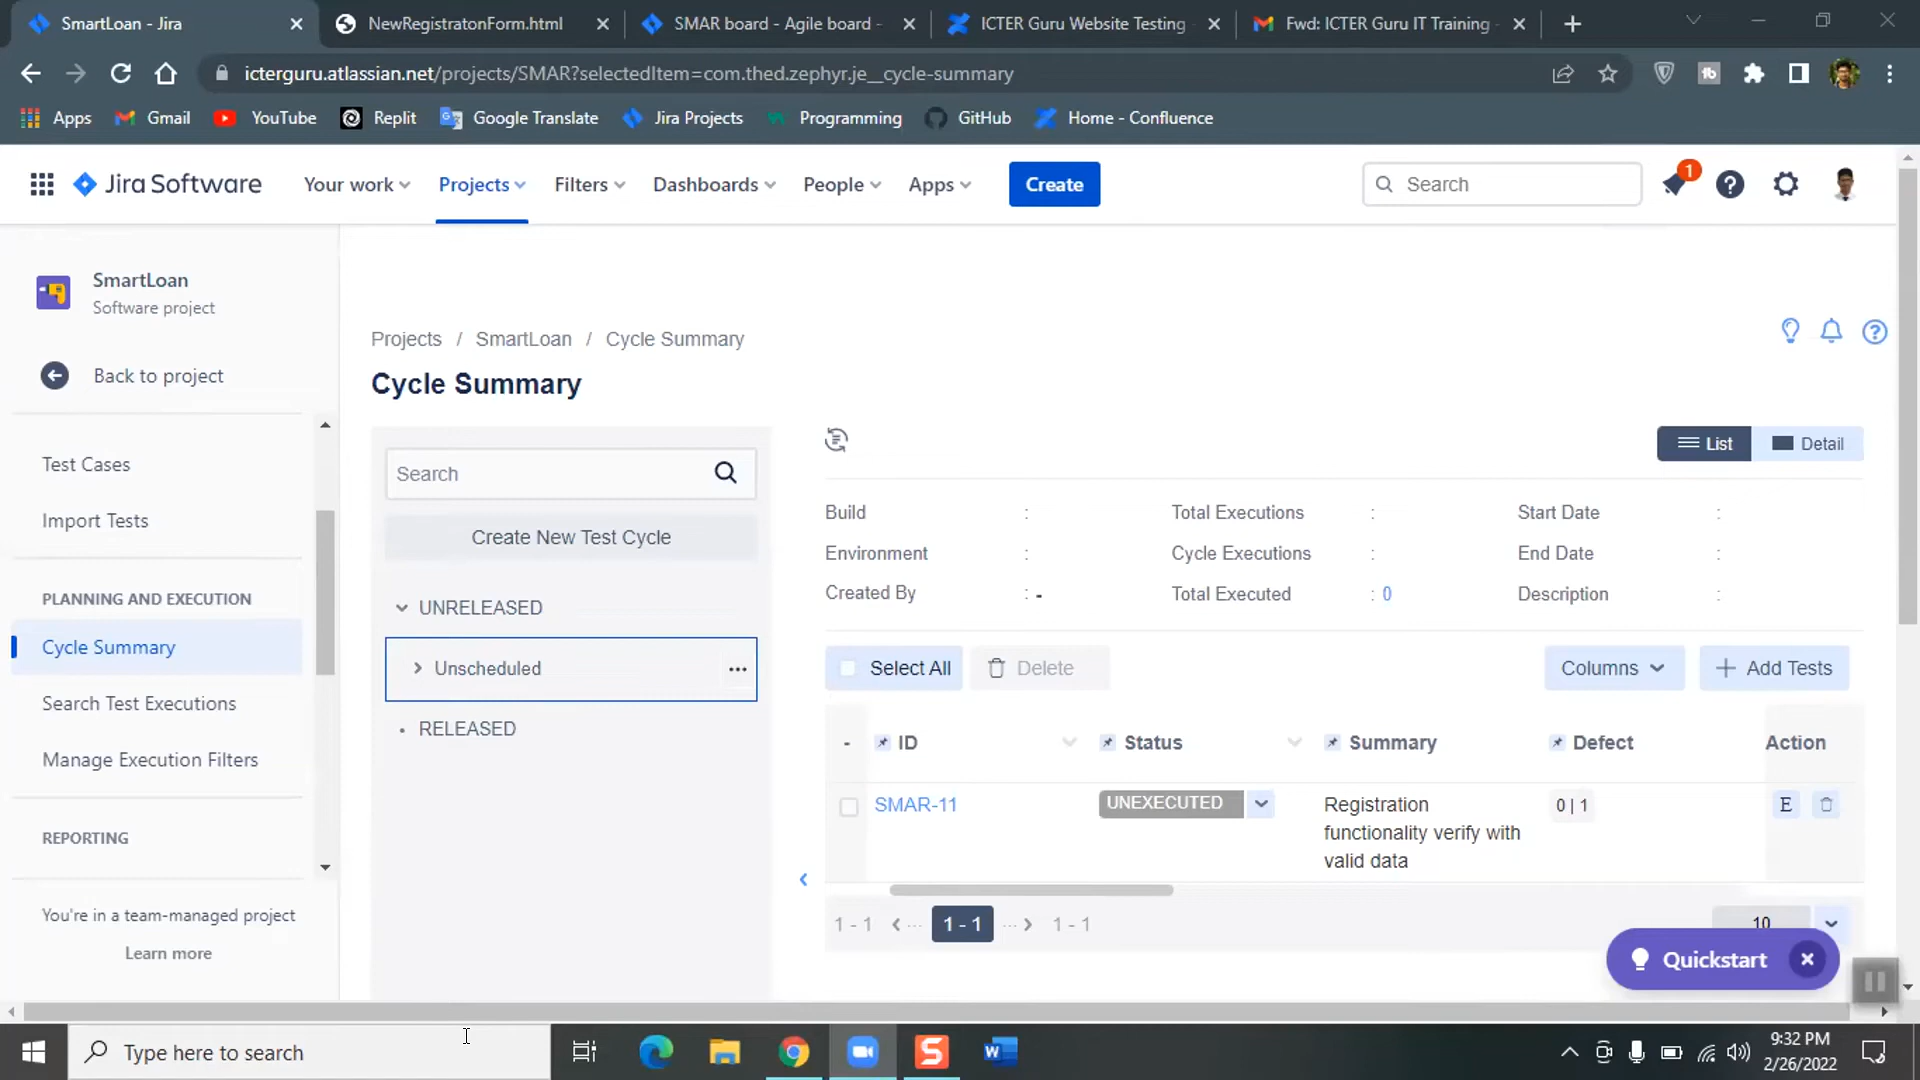 SmartLoan - Jira
NewRegistratonForm.html
SMAR board - Agile board -
ICTER Guru Website Testing
Fwd: ICTER Guru IT Training -
icterguru.atlassian.net/projects/SMAR?selectedItem=com.thed.zephyr.je__cycle-summary
Apps
Gmail
YouTube
Replit
Google Translate
Jira Projects
Programming
GitHub
Home - Confluence
Jira Software
Your work
Projects
Filters
Dashboards
People
Apps
Create
Search
1
SmartLoan
Software project
Back to project
Test Cases
Import Tests
PLANNING AND EXECUTION
Cycle Summary
Search Test Executions
Manage Execution Filters
REPORTING
You're in a team-managed project
Learn more
Projects / SmartLoan / Cycle Summary
Cycle Summary
Search
Create New Test Cycle
UNRELEASED
Unscheduled
RELEASED
List
Detail
Build :
Total Executions :
Start Date :
Environment :
Cycle Executions :
End Date :
Created By : -
Total Executed : 0
Description :
Select All
Delete
Columns
+ Add Tests
- ID Status Summary Defect Action
SMAR-11
UNEXECUTED
Registration
functionality verify with
valid data
0 | 1
E
1 - 1
1 - 1
1 - 1
10
Quickstart
Type here to search
9:32 PM
2/26/2022